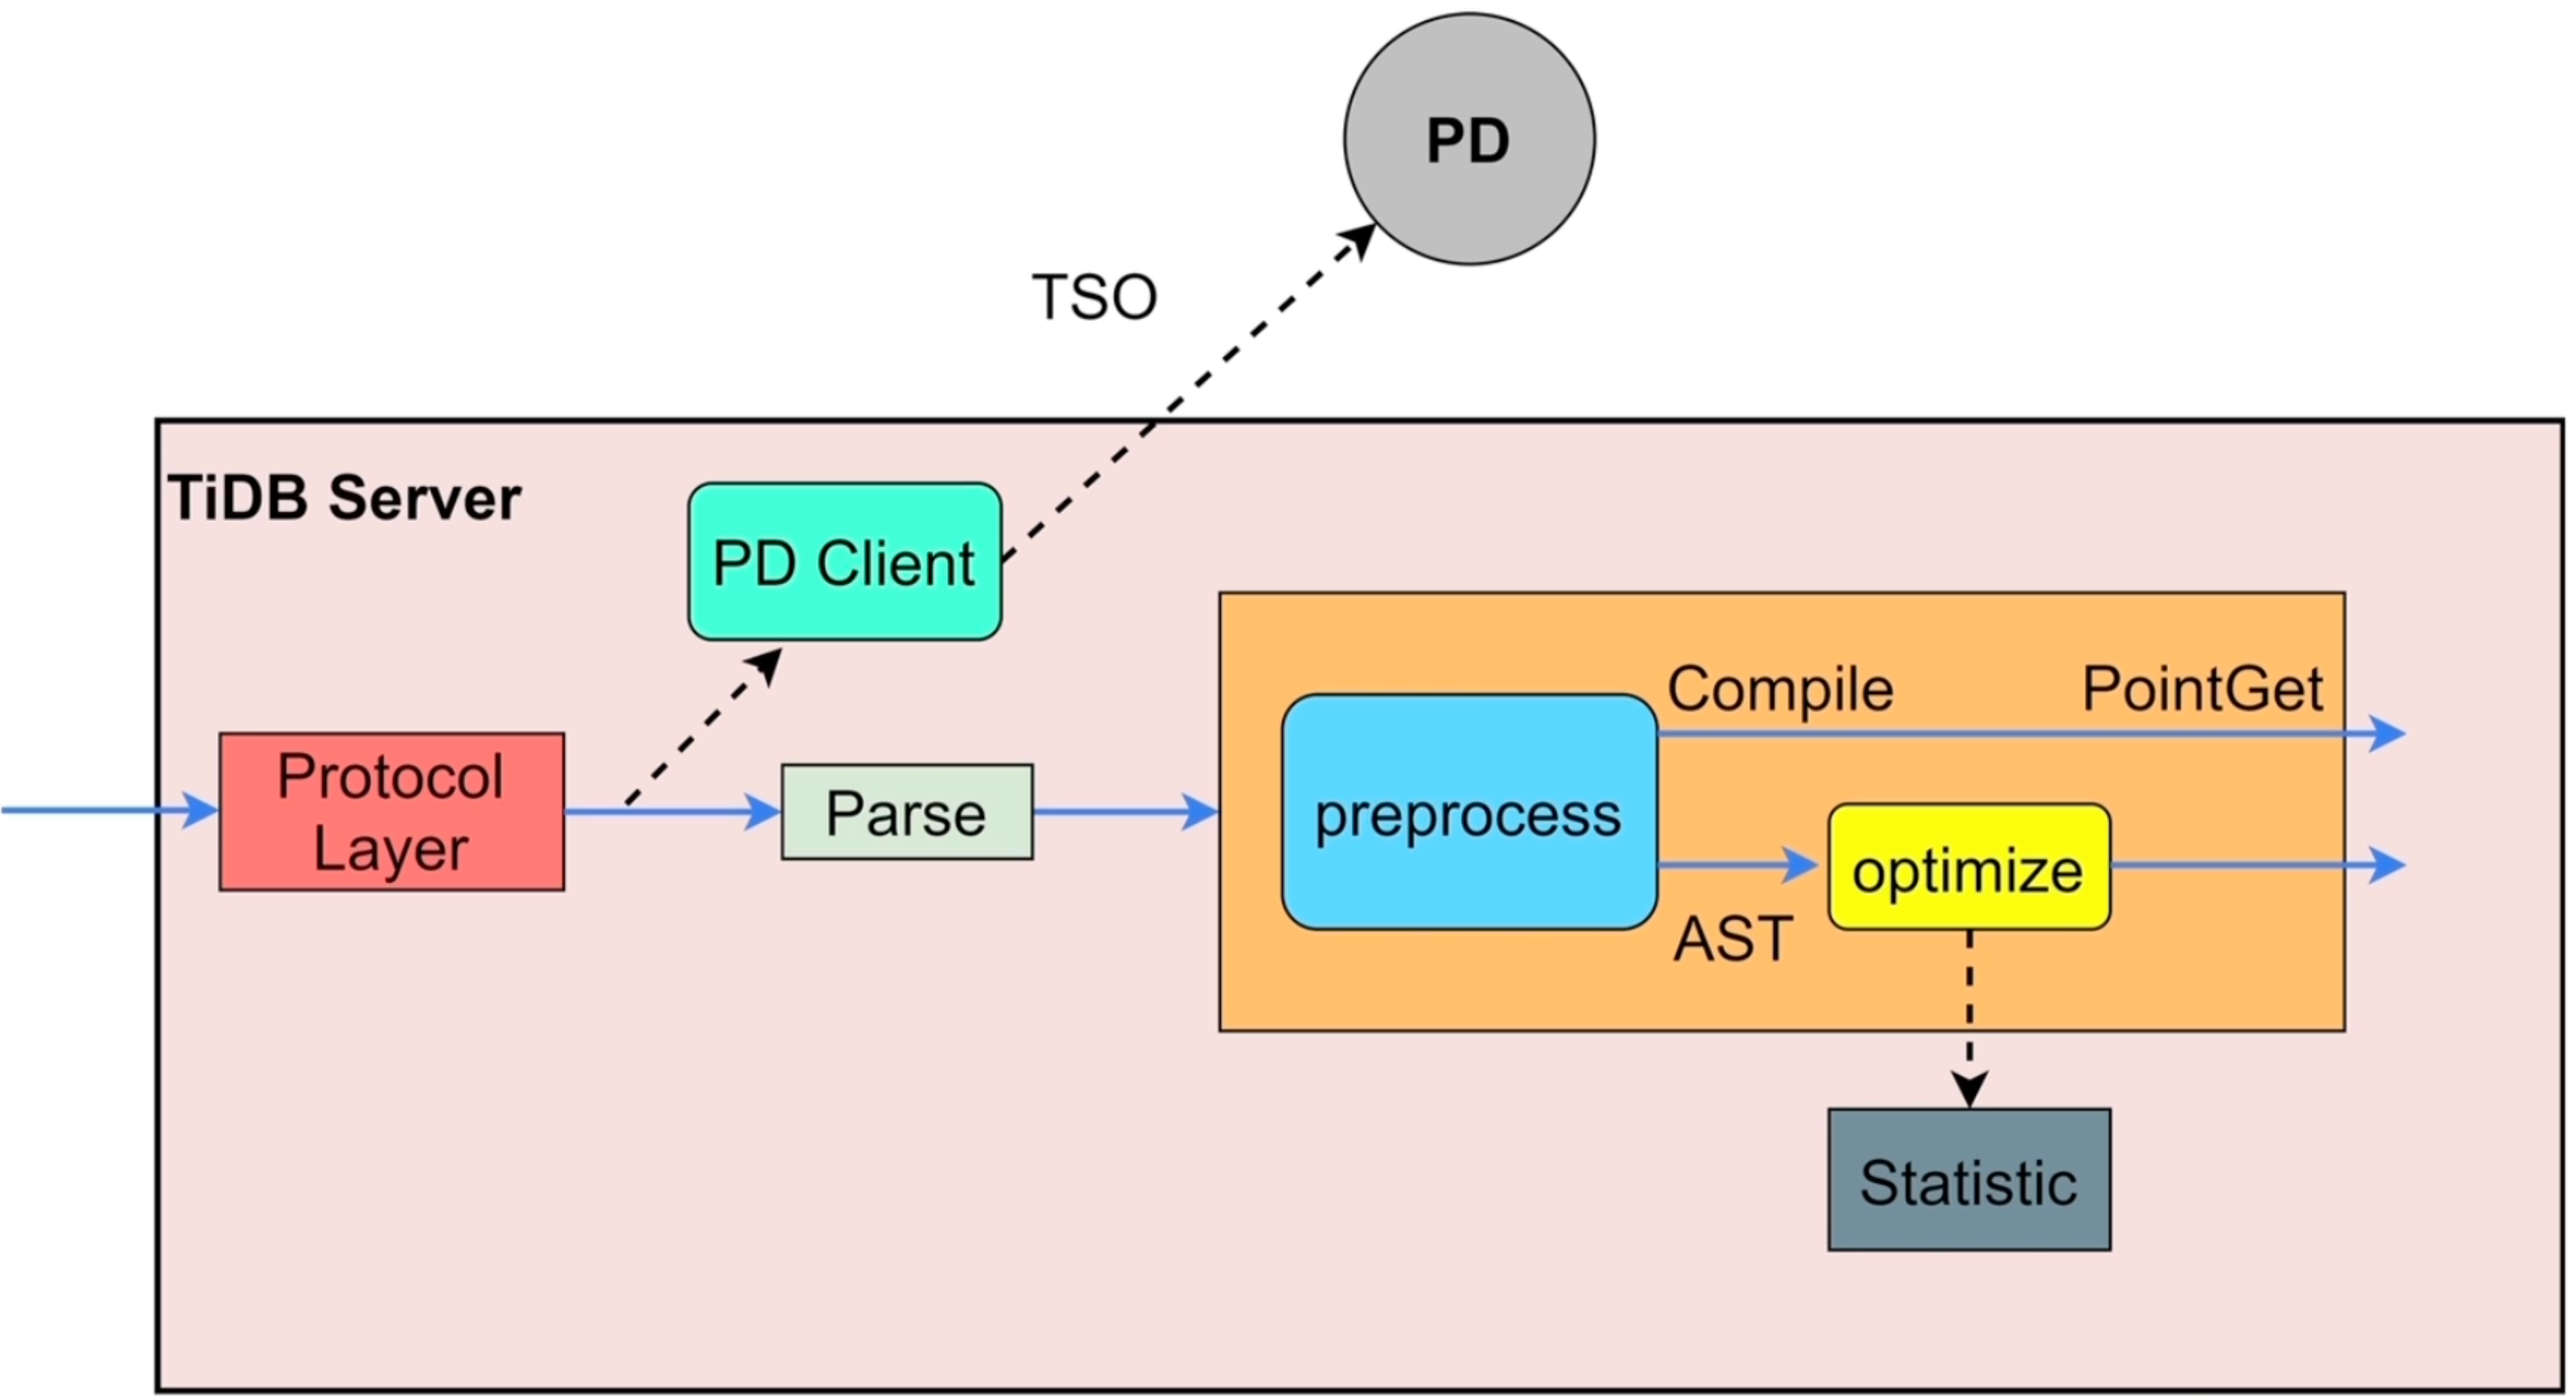 PD
TSO
TiDB Server
PD Client
Compile
PointGet
Protocol
Layer
Parse
preprocess
optimize
AST
Statistic